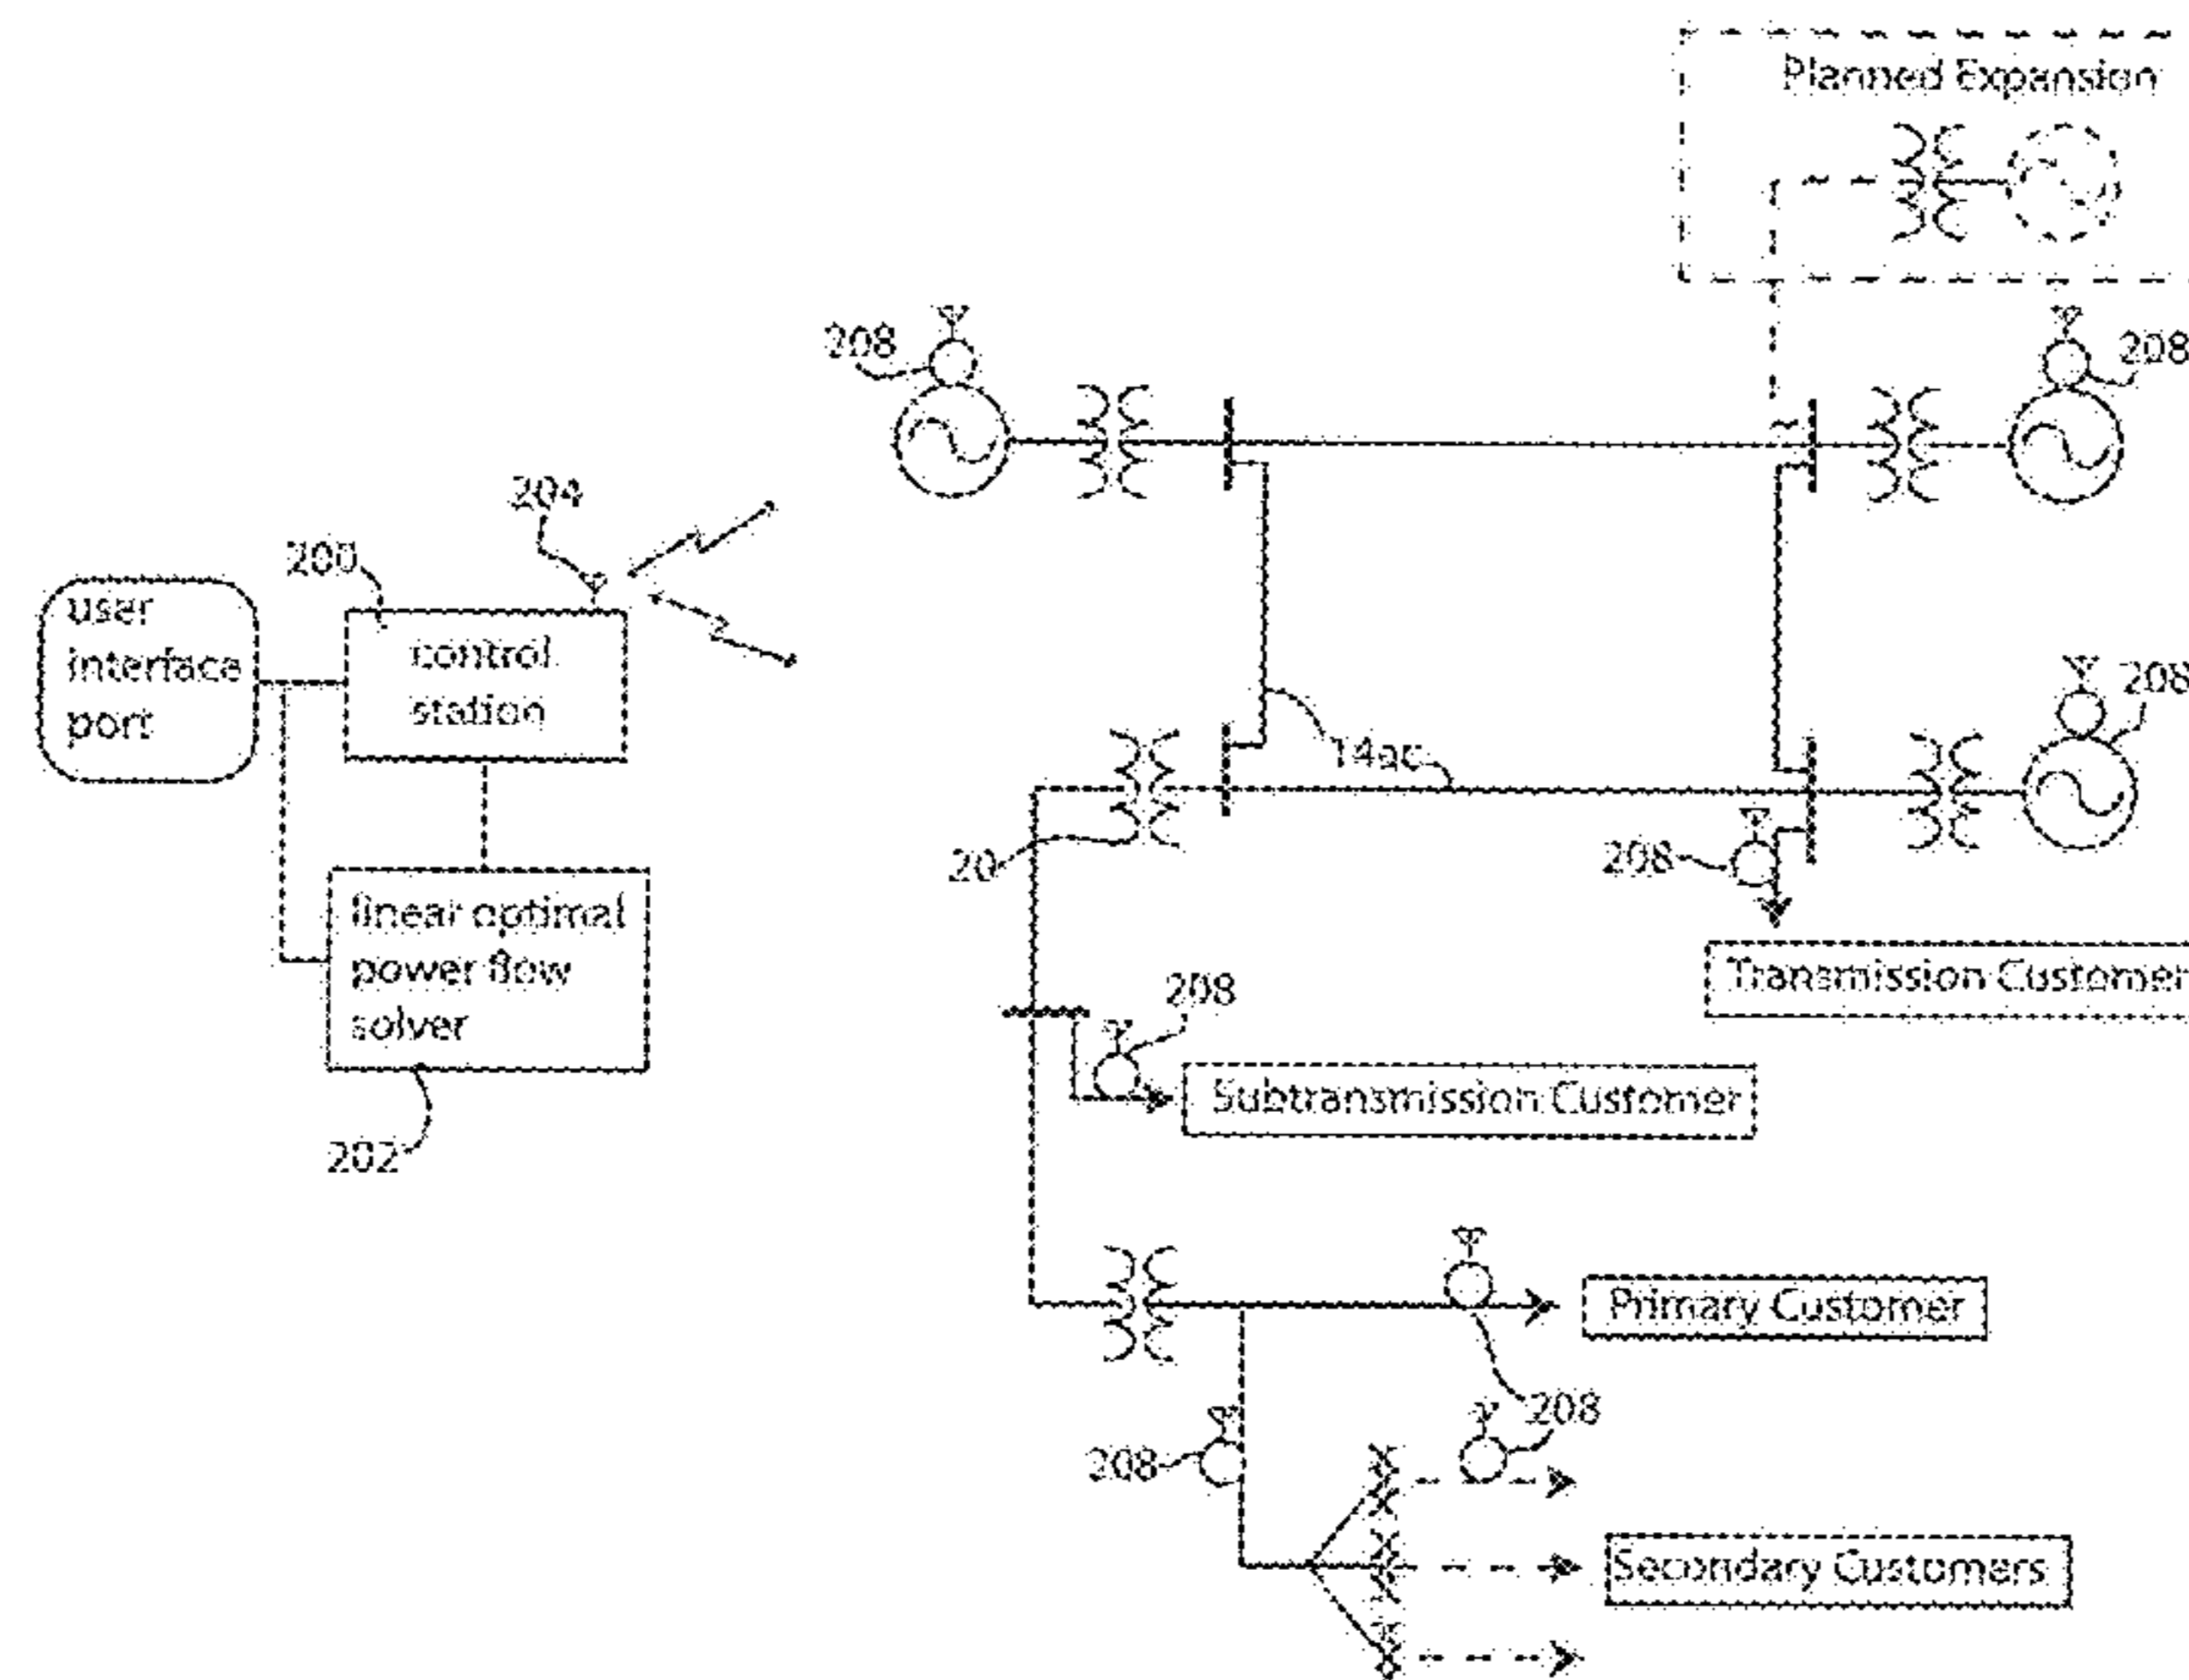 Planned Expansion
208
208
204
200
user
interface
port
control
station
208
14ac
20
208
linear optimal
power flow
solver
Transmission Customer
208
Subtransmission Customer
202
Primary Customer
208
208
208
Secondary Customers